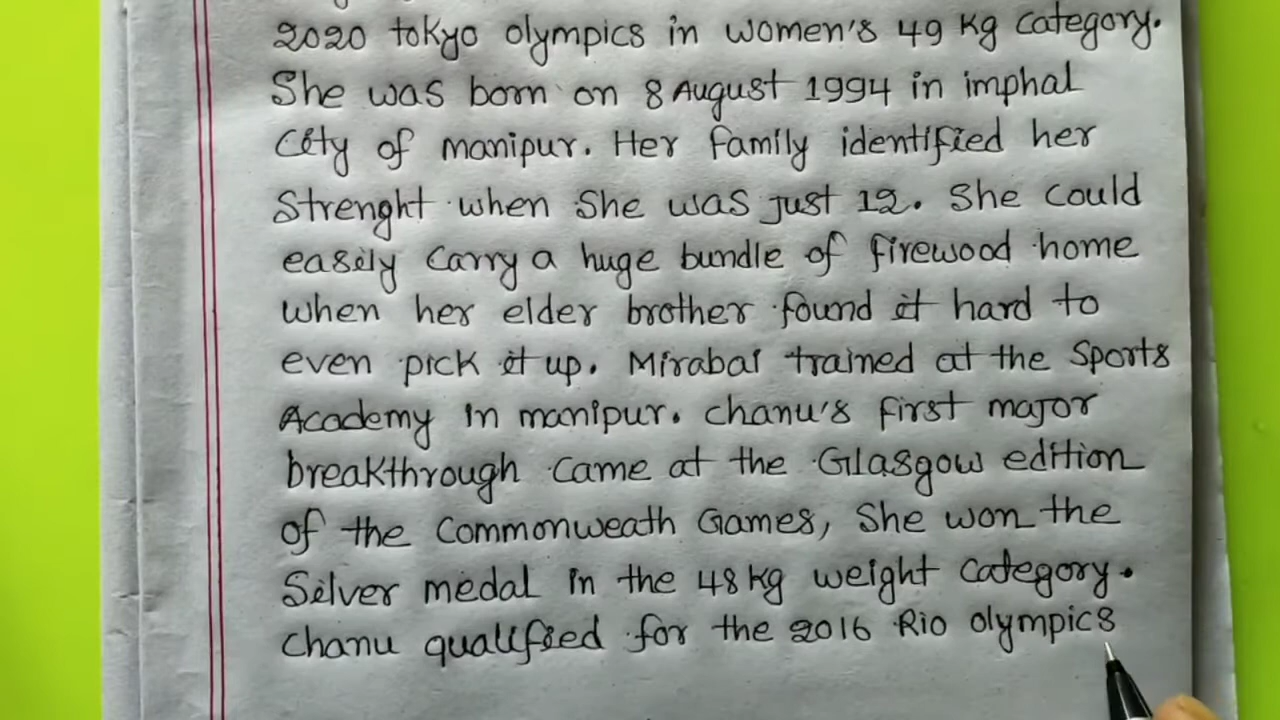 2020 tokyo olympics in women's 49 kg category.
She was born on 8 August 1994 in imphal
city of manipur. Her family identified her
Strenght when She was just 12. She could
easily carry a huge bundle of firewood home
when her elder brother found it hard to
even pick it up. Mirabai trained at the Sports
Academy in manipur. chanu's first major
breakthrough came at the Glasgow edition
of the Commonweath Games, She won the
Silver medal in the 48 kg weight category.
chanu qualified for the 2016 Rio olympics